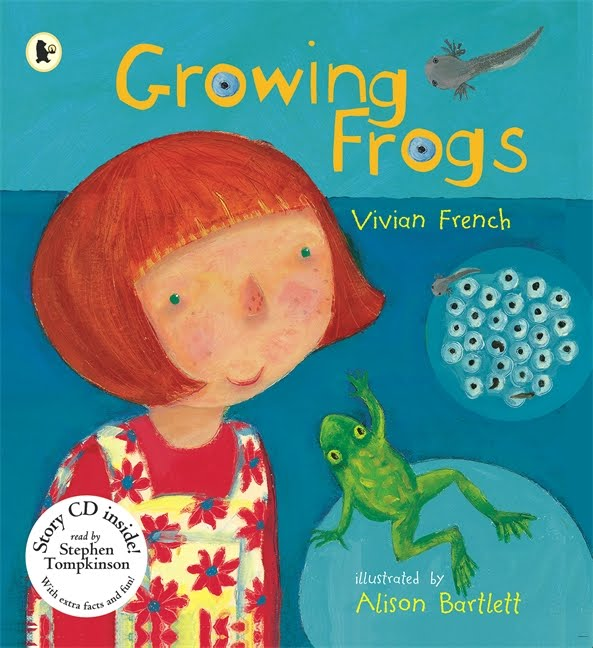 Growing
Frogs
Vivian French
Story CD inside!
read by
Stephen
Tompkinson
With extra facts and fun!
illustrated by
Alison Bartlett